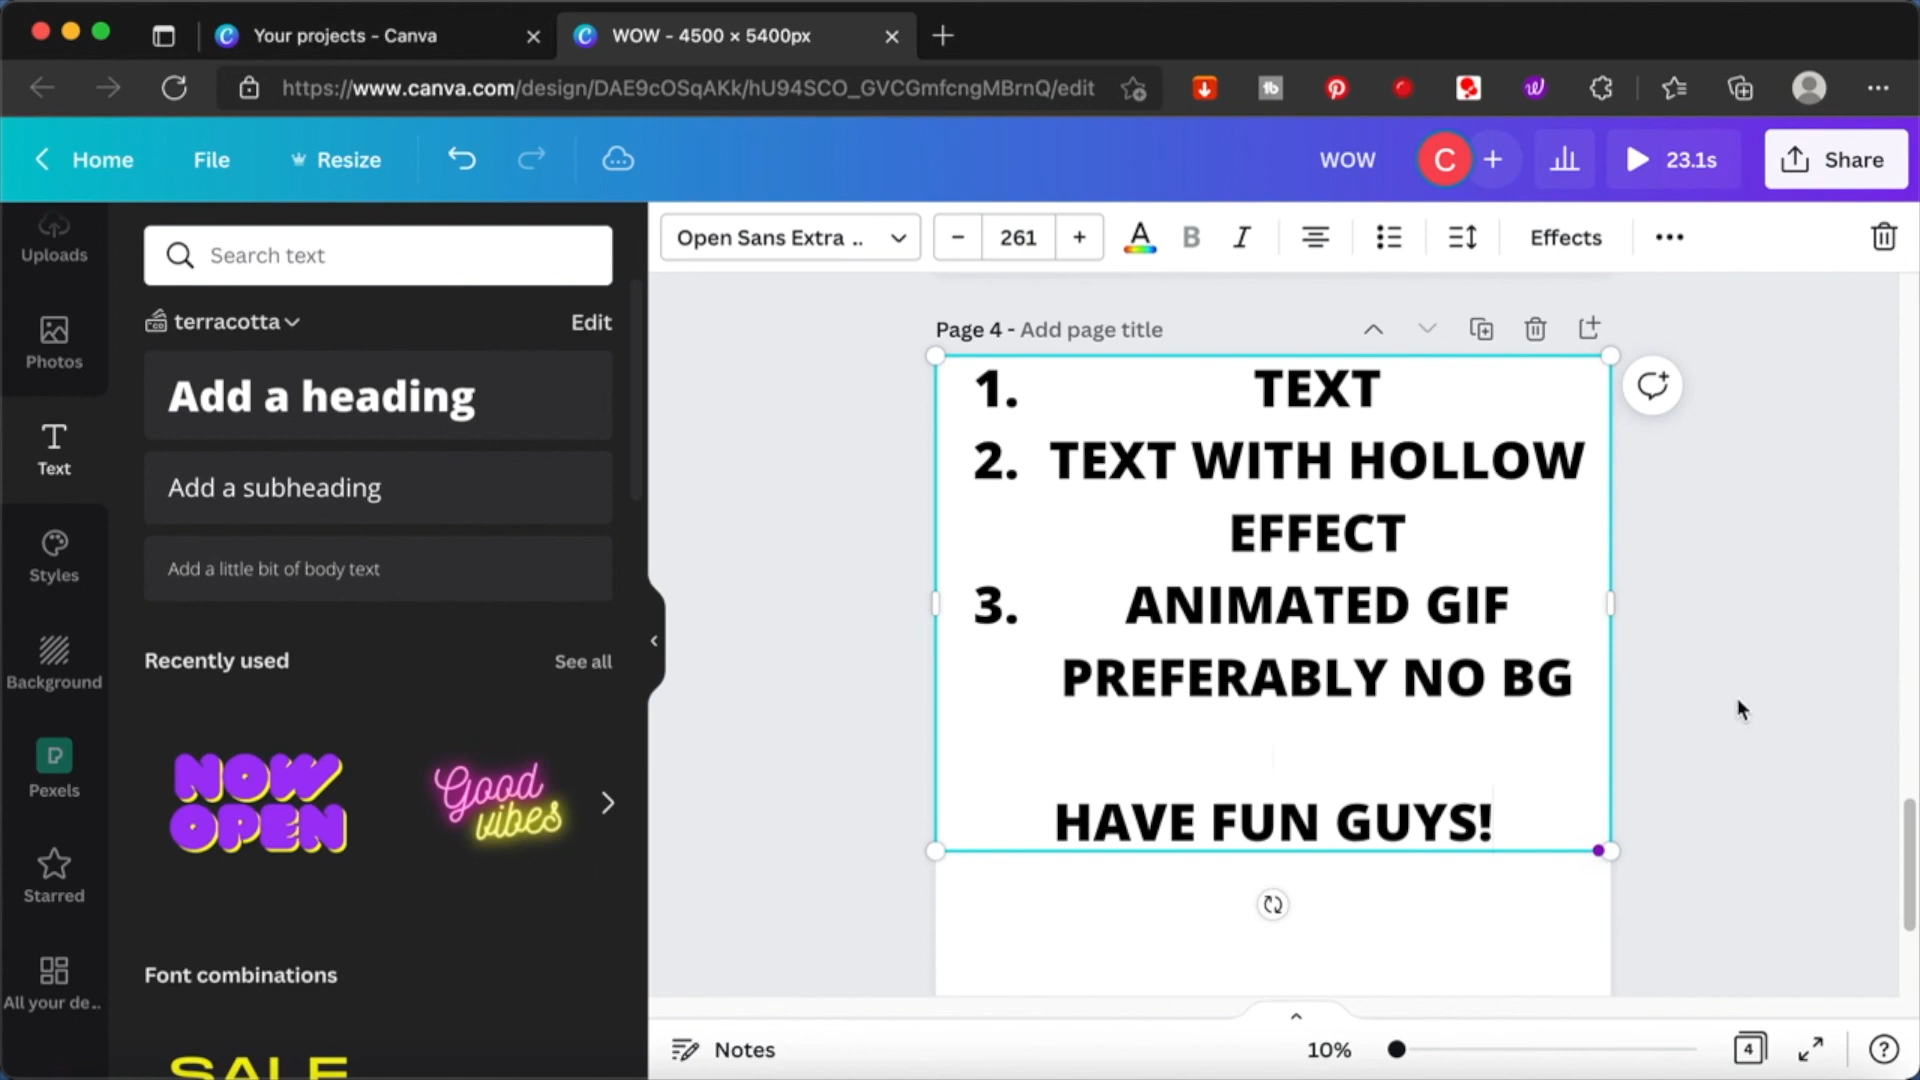 Your projects - Canva
WOW - 4500 × 5400px
https://www.canva.com/design/DAE9cOSqAKk/hU94SCO_GVCGmfcngMBrnQ/edit
Home
File
Resize
WOW
C
23.1s
Share
Uploads
Photos
Text
Styles
Background
Pexels
Starred
All your de..
Search text
terracotta
Edit
Add a heading
Add a subheading
Add a little bit of body text
Recently used
See all
NOW
OPEN
Good
vibes
Font combinations
SALE
Open Sans Extra ..
261
A
B
I
Effects
Page 4 - Add page title
1. TEXT
2. TEXT WITH HOLLOW
EFFECT
3. ANIMATED GIF
PREFERABLY NO BG
HAVE FUN GUYS!
Notes
10%
4